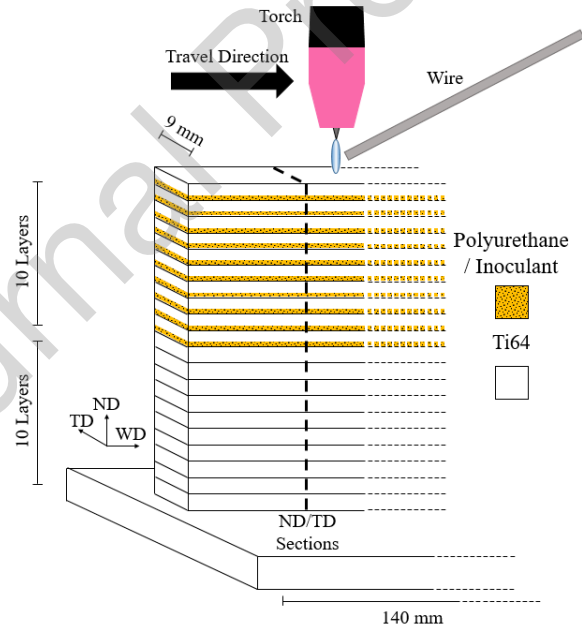 Torch
Travel Direction
Wire
9 mm
10 Layers
Polyurethane
/ Inoculant
Ti64
10 Layers
ND
TD
WD
ND/TD
Sections
140 mm